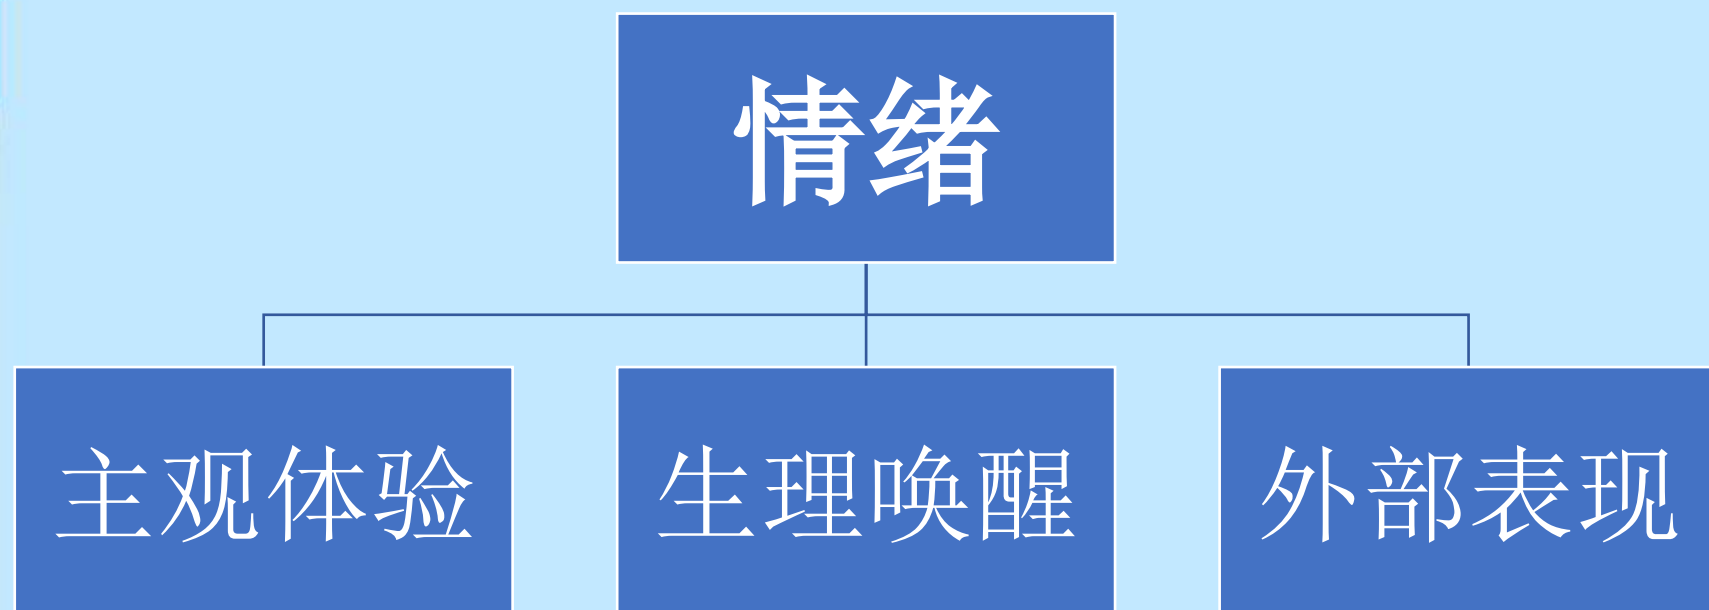 情绪
主观体验
生理唤醒
外部表现